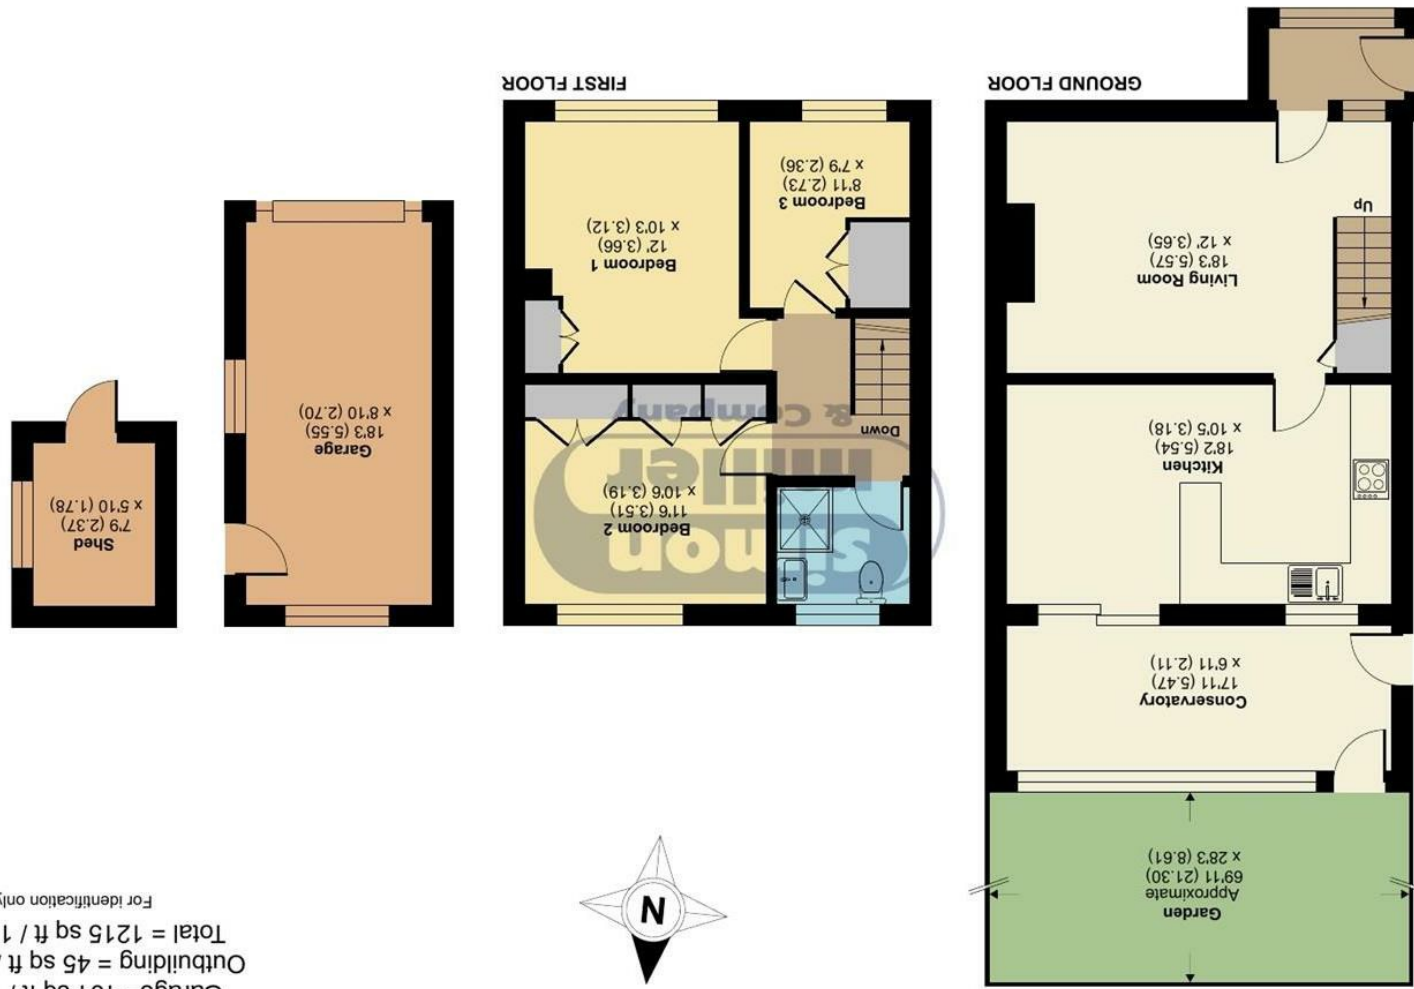 Garage = 161 sq ft /
Outbuilding = 45 sq ft /
Total = 1215 sq ft / 1
For identification only
Garden
Approximate
69'11 (21.30)
x 28'3 (8.61)
N
Conservatory
17'11 (5.47)
x 6'11 (2.11)
Kitchen
18'2 (5.54)
x 10'5 (3.18)
Living Room
18'3 (5.57)
x 12' (3.65)
Up
GROUND FLOOR
Bedroom 2
11'6 (3.51)
x 10'6 (3.19)
Down
Bedroom 3
8'11 (2.73)
x 7'9 (2.36)
Bedroom 1
12' (3.66)
x 10'3 (3.12)
FIRST FLOOR
simon
miller
& Company
Garage
18'3 (5.55)
x 8'10 (2.70)
Shed
7'9 (2.37)
x 5'10 (1.78)